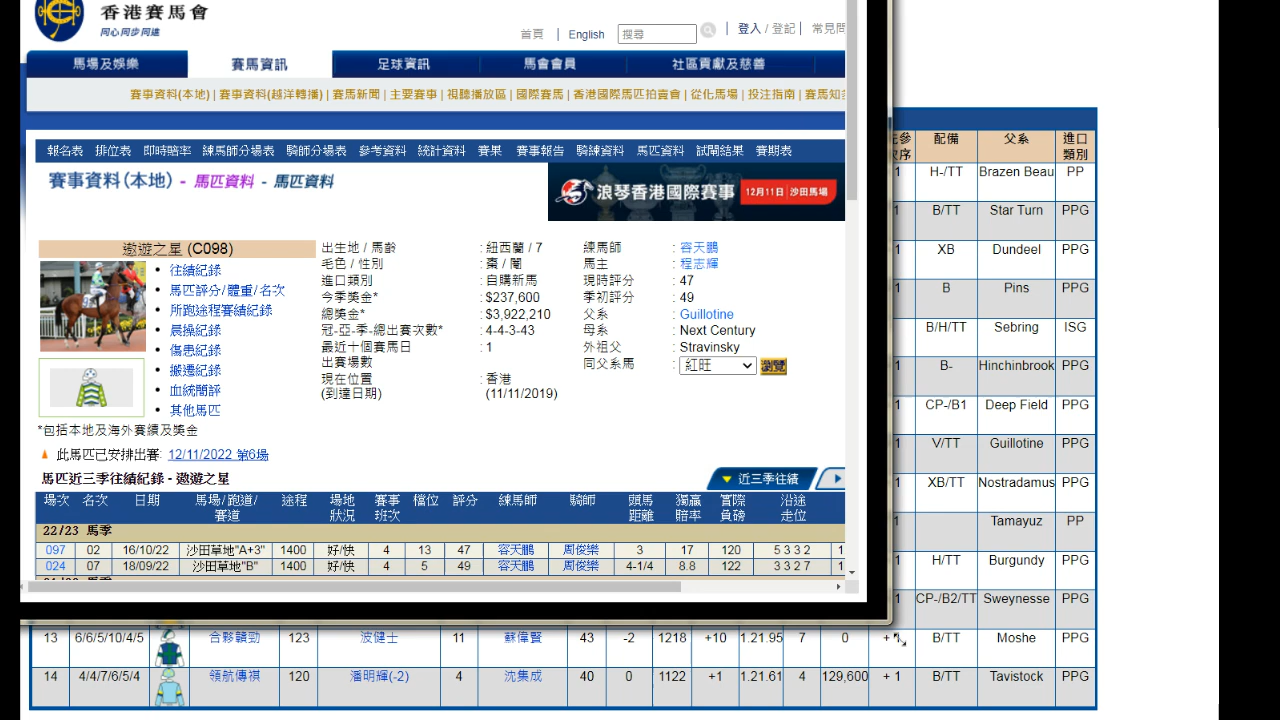 香港賽馬會
同心同步同進
首頁 | English 搜尋 | 登入 / 登記 | 常見問
馬場及娛樂 賽馬資訊 足球資訊 馬會會員 社區貢獻及慈善
賽事資料(本地) | 賽事資料(越洋轉播) | 賽馬新聞 | 主要賽事 | 視聽播放區 | 國際賽馬 | 香港國際馬匹拍賣會 | 從化馬場 | 投注指南 | 賽馬知
報名表 排位表 即時賠率 練馬師分場表 騎師分場表 參考資料 統計資料 賽果 賽事報告 騎練資料 馬匹資料 試閘結果 賽期表
賽事資料(本地) - 馬匹資料 - 馬匹資料
浪琴香港國際賽事 12月11日 | 沙田馬場
遨遊之星 (C098)
• 往績紀錄
• 馬匹評分/體重/名次
• 所跑途程賽績紀錄
• 晨操紀錄
• 傷患紀錄
• 搬遷紀錄
• 血統簡評
• 其他馬匹
出生地 / 馬齡 : 紐西蘭 / 7
毛色 / 性別 : 棗 / 閹
進口類別 : 自購新馬
今季獎金* : $237,600
總獎金* : $3,922,210
冠-亞-季-總出賽次數* : 4-4-3-43
最近十個賽馬日 : 1
出賽場數
現在位置 : 香港
(到達日期) (11/11/2019)
練馬師 : 容天鵬
馬主 : 程志輝
現時評分 : 47
季初評分 : 49
父系 : Guillotine
母系 : Next Century
外祖父 : Stravinsky
同父系馬 : 紅旺 瀏覽
*包括本地及海外賽績及獎金
此馬匹已安排出賽: 12/11/2022 第6場
馬匹近三季往績紀錄 - 遨遊之星
近三季往績
場次 名次 日期 馬場/跑道/ 途程 場地 賽事 檔位 評分 練馬師 騎師 頭馬 獨贏 實際 沿途
賽道 狀況 班次 距離 賠率 負磅 走位
22/23 馬季
097 02 16/10/22 沙田草地"A+3" 1400 好/快 4 13 47 容天鵬 周俊樂 3 17 120 5 3 3 2 1
024 07 18/09/22 沙田草地"B" 1400 好/快 4 5 49 容天鵬 周俊樂 4-1/4 8.8 122 3 3 2 7 1
參 配備 父系 進口
序 類別
1 H-/TT Brazen Beau PP
1 B/TT Star Turn PPG
1 XB Dundeel PPG
1 B Pins PPG
B/H/TT Sebring ISG
1 B- Hinchinbrook PPG
1 CP-/B1 Deep Field PPG
1 V/TT Guillotine PPG
XB/TT Nostradamus PPG
1 Tamayuz PP
1 H/TT Burgundy PPG
1 CP-/B2/TT Sweynesse PPG
13 6/6/5/10/4/5 合夥贛勁 123 波健士 11 蘇偉賢 43 -2 1218 +10 1.21.95 7 0 + B/TT Moshe PPG
14 4/4/7/6/5/4 領航傳祺 120 潘明輝(-2) 4 沈集成 40 0 1122 +1 1.21.61 4 129,600 + 1 B/TT Tavistock PPG